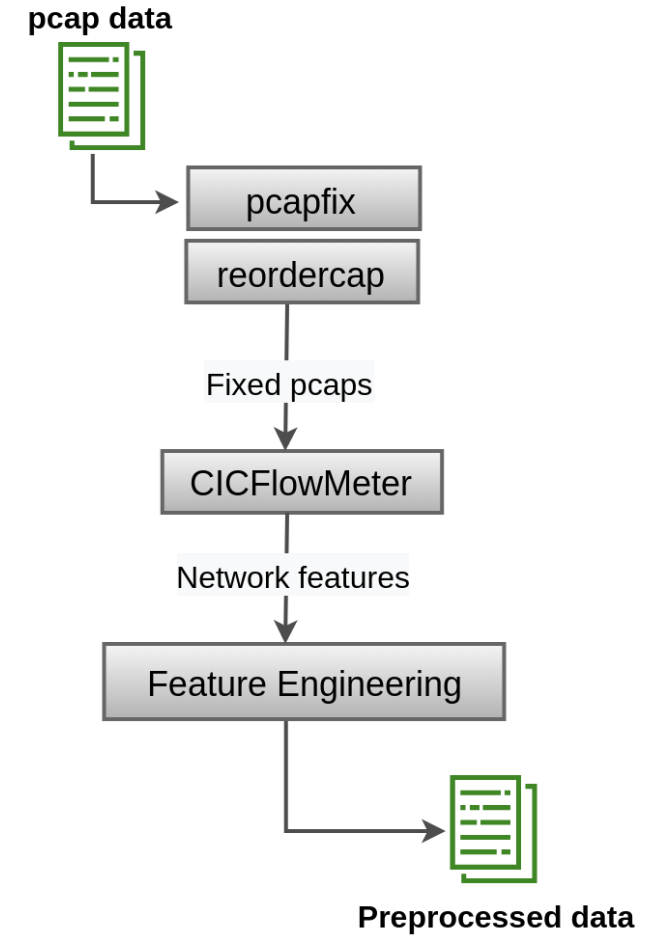 pcap data
pcapfix
reordercap
Fixed pcaps
CICFlowMeter
Network features
Feature Engineering
Preprocessed data